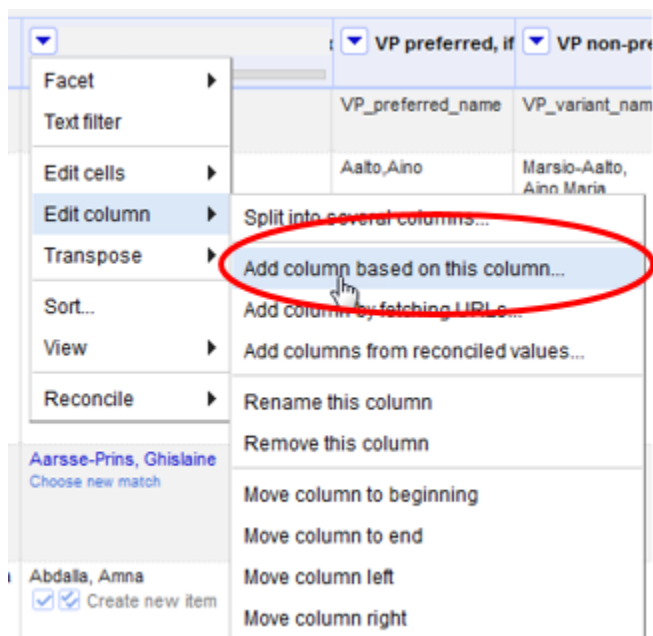 VP preferred, if
VP non-pre
Facet
Text filter
Edit cells
Edit column
Transpose
Sort...
View
Reconcile
VP_preferred_name
VP_variant_nam
Aalto,Aino
Marsio-Aalto,
Aino Maria
Split into several columns...
Add column based on this column...
Add column by fetching URLs...
Add columns from reconciled values...
Rename this column
Remove this column
Move column to beginning
Move column to end
Move column left
Move column right
Aarsse-Prins, Ghislaine
Choose new match
Abdalla, Amna
Create new item